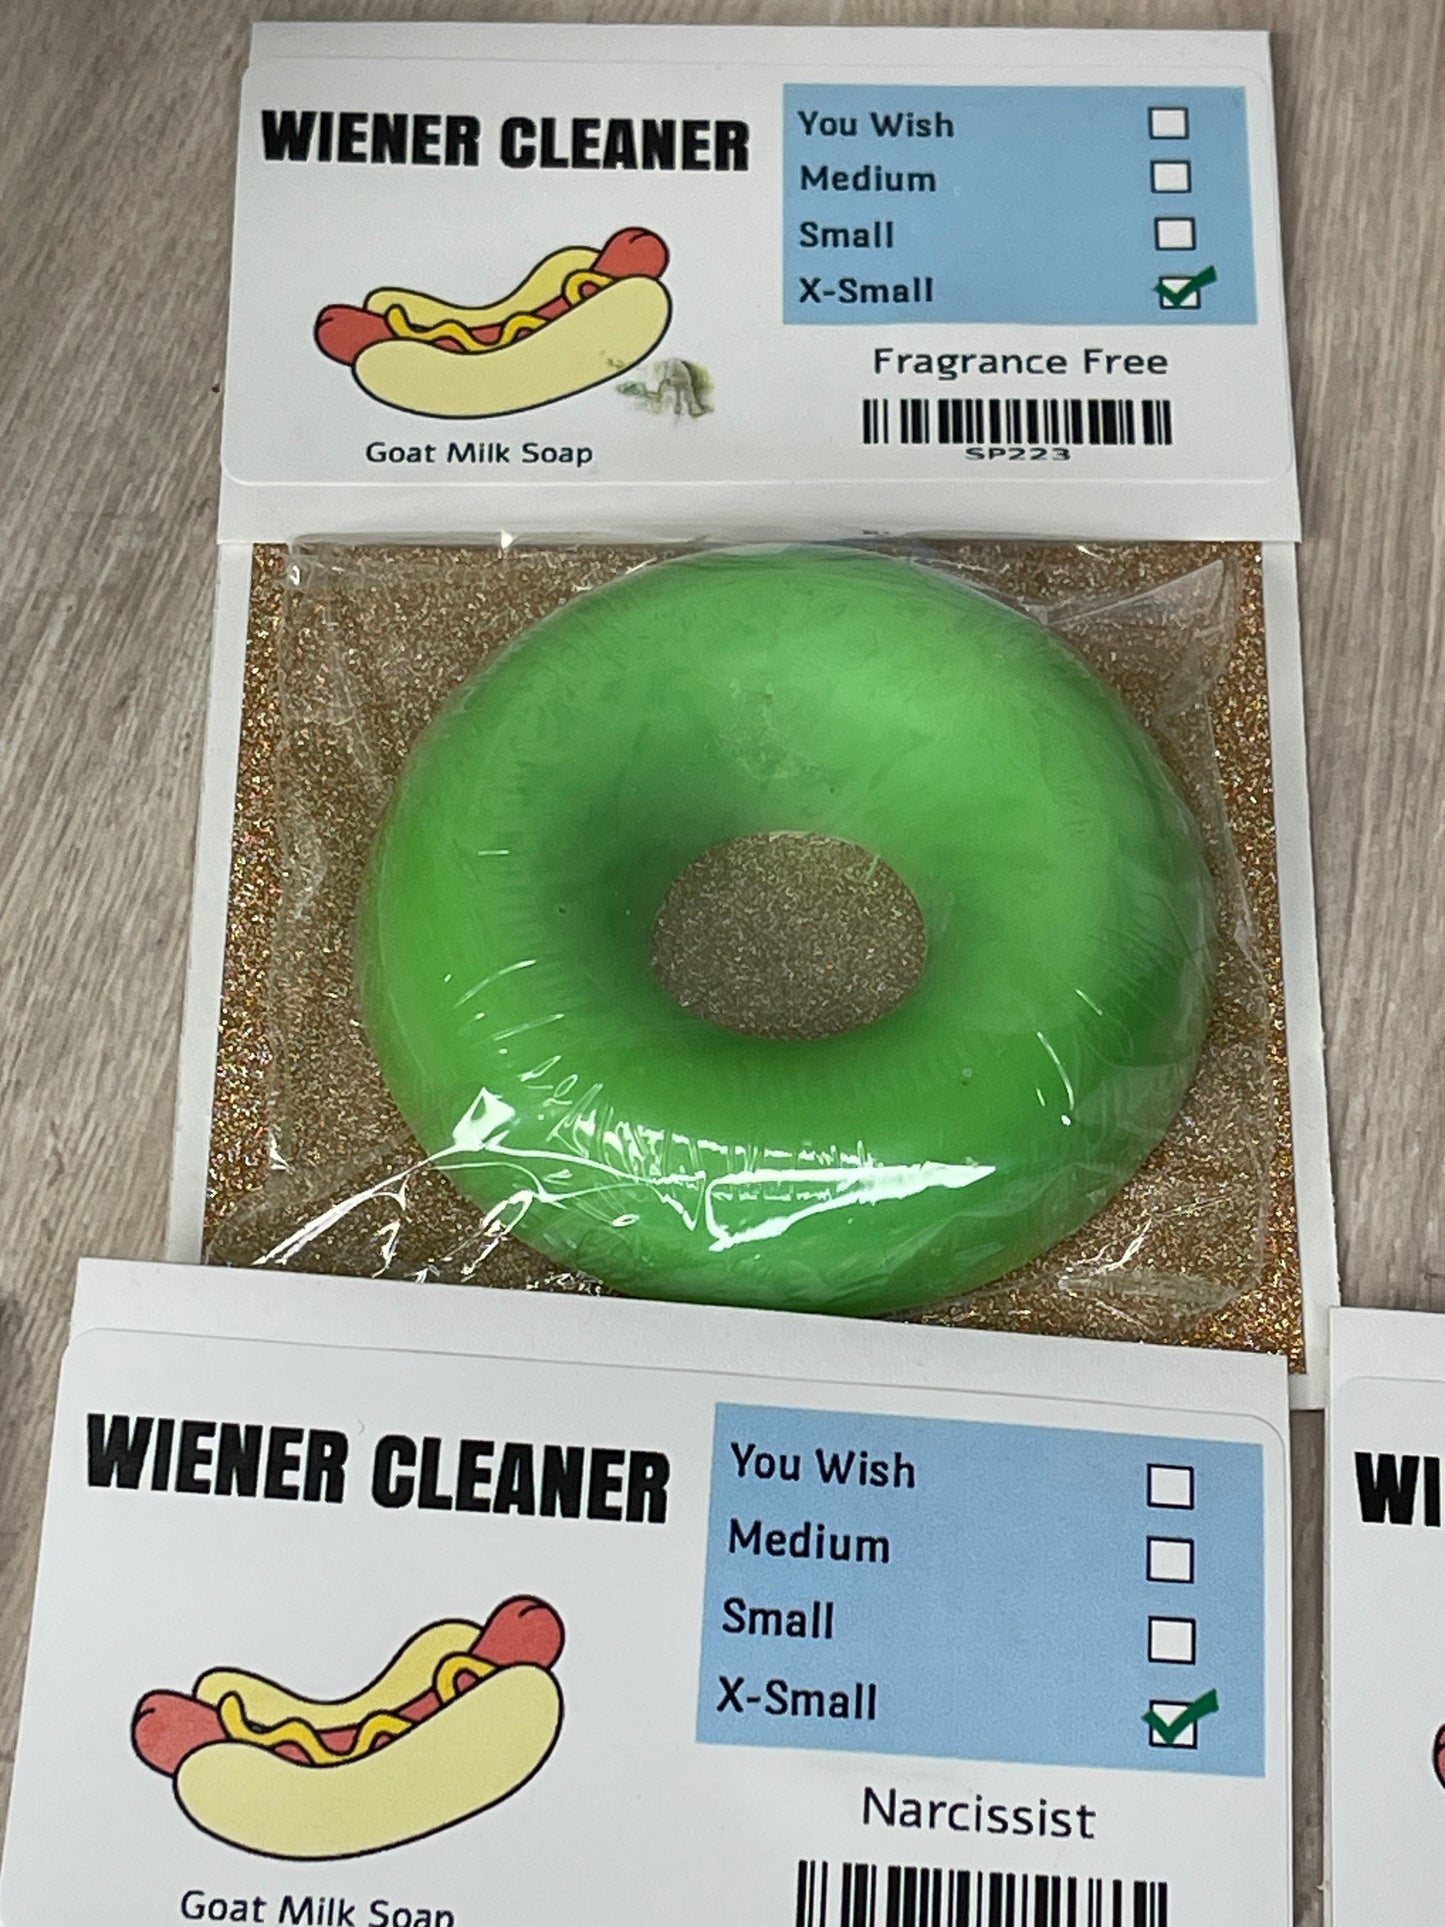 WIENER CLEANER
You Wish
Medium
Small
X-Small
Fragrance Free
SP223
Goat Milk Soap
WIENER CLEANER
You Wish
Medium
Small
X-Small
Narcissist
Goat Milk Soap
WI